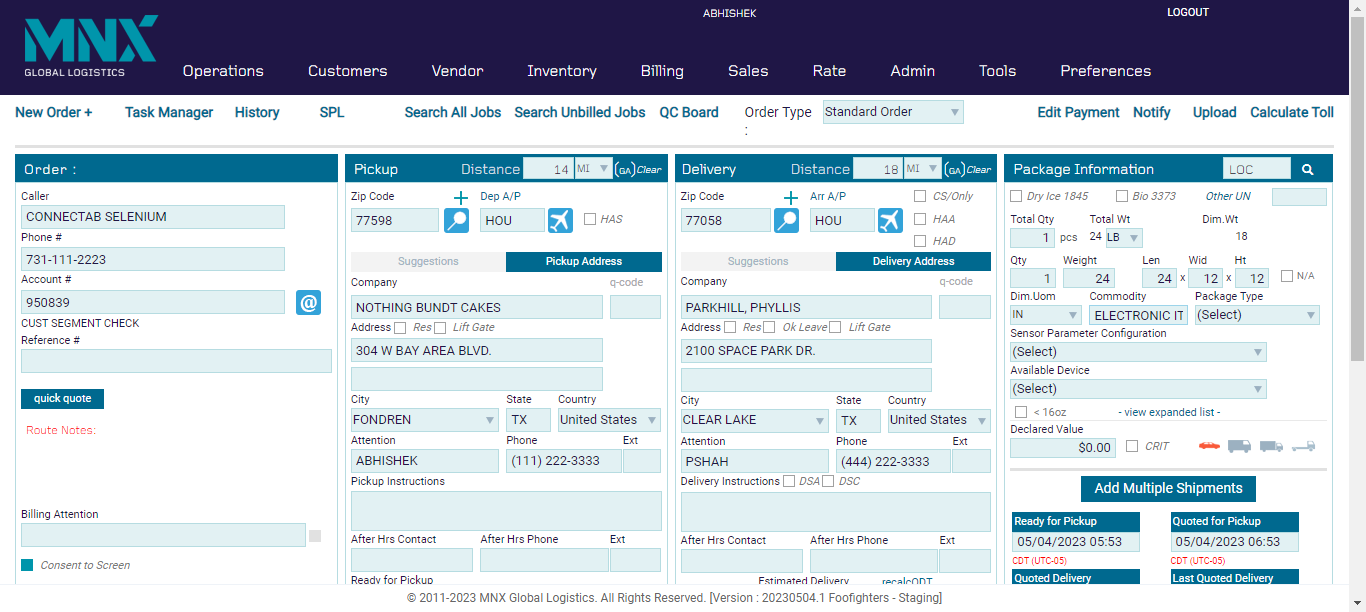 ABHISHEK
LOGOUT
MNX
GLOBAL LOGISTICS
Operations Customers Vendor Inventory Billing Sales Rate Admin Tools Preferences
New Order + Task Manager History SPL Search All Jobs Search Unbilled Jobs QC Board Order Type : Standard Order Edit Payment Notify Upload Calculate Toll
Order :
Caller
CONNECTAB SELENIUM
Phone #
731-111-2223
Account #
950839 @
CUST SEGMENT CHECK
Reference #
quick quote
Route Notes:
Billing Attention
Consent to Screen
Pickup Distance 14 MI (GA) Clear
Zip Code + Dep A/P
77598 HOU HAS
Suggestions Pickup Address
Company q-code
NOTHING BUNDT CAKES
Address Res Lift Gate
304 W BAY AREA BLVD.
City State Country
FONDREN TX United States
Attention Phone Ext
ABHISHEK (111) 222-3333
Pickup Instructions
After Hrs Contact After Hrs Phone Ext
Ready for Pickup
Delivery Distance 18 MI (GA) Clear
Zip Code + Arr A/P CS/Only
77058 HOU HAA
HAD
Suggestions Delivery Address
Company q-code
PARKHILL, PHYLLIS
Address Res Ok Leave Lift Gate
2100 SPACE PARK DR.
City State Country
CLEAR LAKE TX United States
Attention Phone Ext
PSHAH (444) 222-3333
Delivery Instructions DSA DSC
After Hrs Contact After Hrs Phone Ext
Estimated Delivery recalcODT
Package Information LOC
Dry Ice 1845 Bio 3373 Other UN
Total Qty Total Wt Dim.Wt
1 pcs 24 LB 18
Qty Weight Len Wid Ht
1 24 24 x 12 x 12 N/A
Dim.Uom Commodity Package Type
IN ELECTRONIC IT (Select)
Sensor Parameter Configuration
(Select)
Available Device
(Select)
< 16oz - view expanded list -
Declared Value
$0.00 CRIT
Add Multiple Shipments
Ready for Pickup Quoted for Pickup
05/04/2023 05:53 05/04/2023 06:53
CDT (UTC-05) CDT (UTC-05)
Quoted Delivery Last Quoted Delivery
© 2011-2023 MNX Global Logistics. All Rights Reserved. [Version : 20230504.1 Foofighters - Staging]